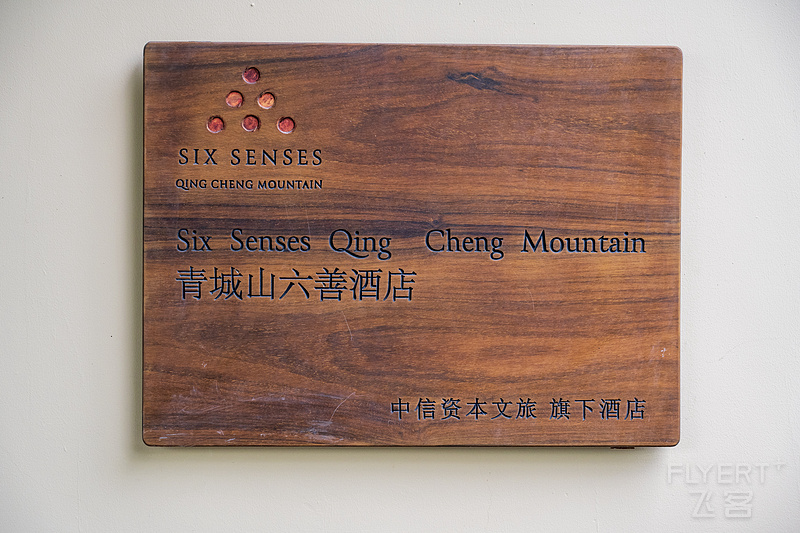 SIX SENSES
QING CHENG MOUNTAIN
Six Senses Qing Cheng Mountain
青城山六善酒店
中信资本文旅 旗下酒店
FLYERT+
飞客